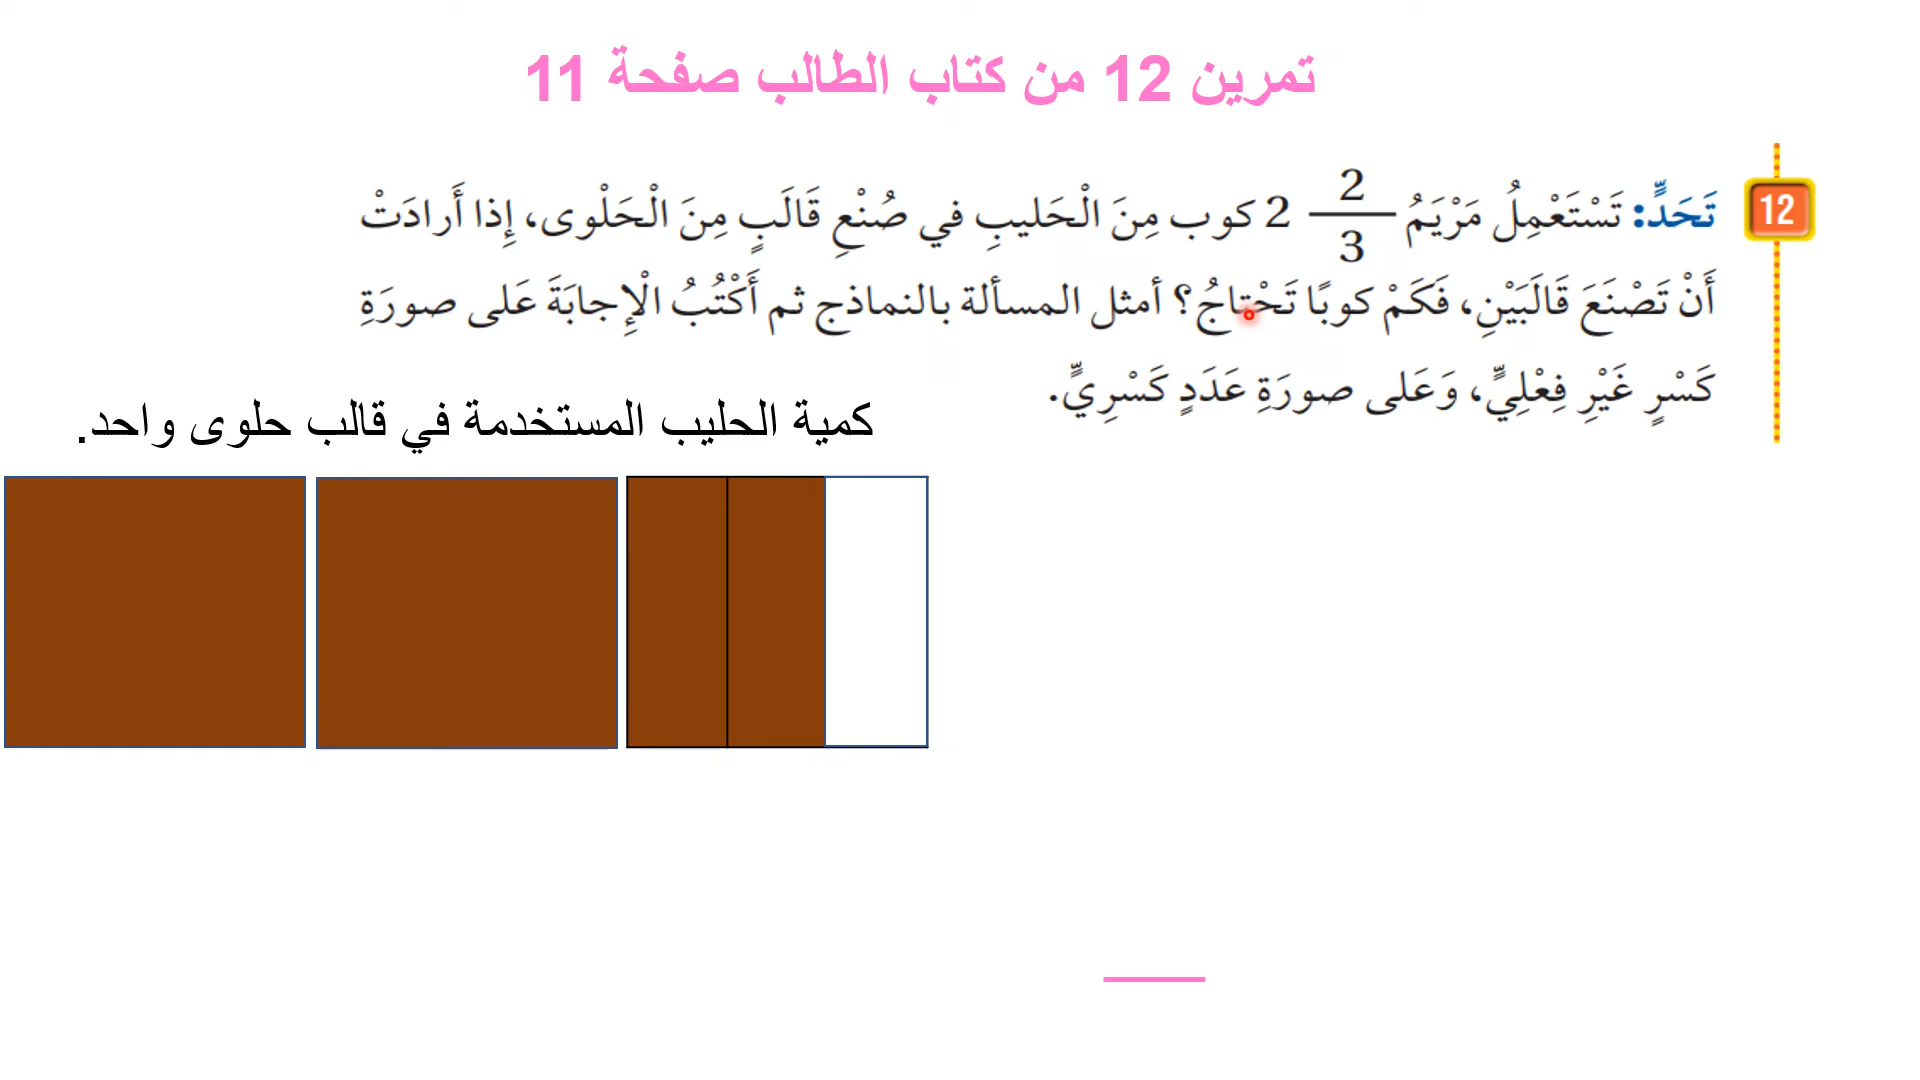 تمرين 12 من كتاب الطالب صفحة 11
12
تَحَدٍّ: تَسْتَعْمِلُ مَرْيَمُ 2/3 2 كوب مِنَ الْحَليبِ في صُنْعِ قَالَبٍ مِنَ الْحَلْوى، إِذا أَرادَتْ
أَنْ تَصْنَعَ قَالَبَيْنِ، فَكَمْ كوبًا تَحْتاجُ؟ أمثل المسألة بالنماذج ثم أَكْتُبُ الْإِجابَةَ عَلى صورَةِ
كَسْرٍ غَيْرِ فِعْلِيٍّ، وَعَلى صورَةِ عَدَدٍ كَسْرِيٍّ.
كمية الحليب المستخدمة في قالب حلوى واحد.